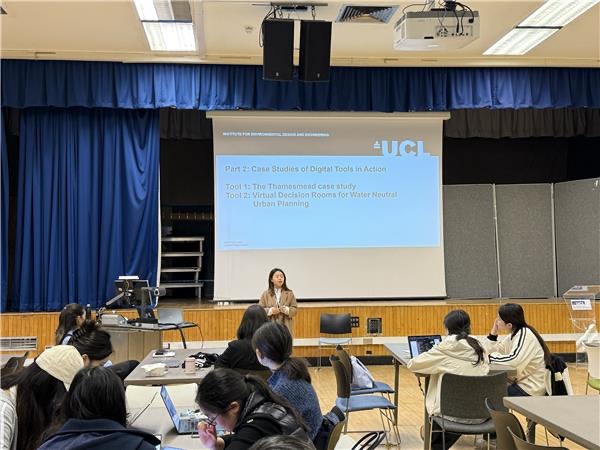 INSTITUTE FOR ENVIRONMENTAL DESIGN AND ENGINEERING
UCL
Part 2: Case Studies of Digital Tools in Action
Tool 1: The Thamesmead case study
Tool 2: Virtual Decision Rooms for Water Neutral
Urban Planning